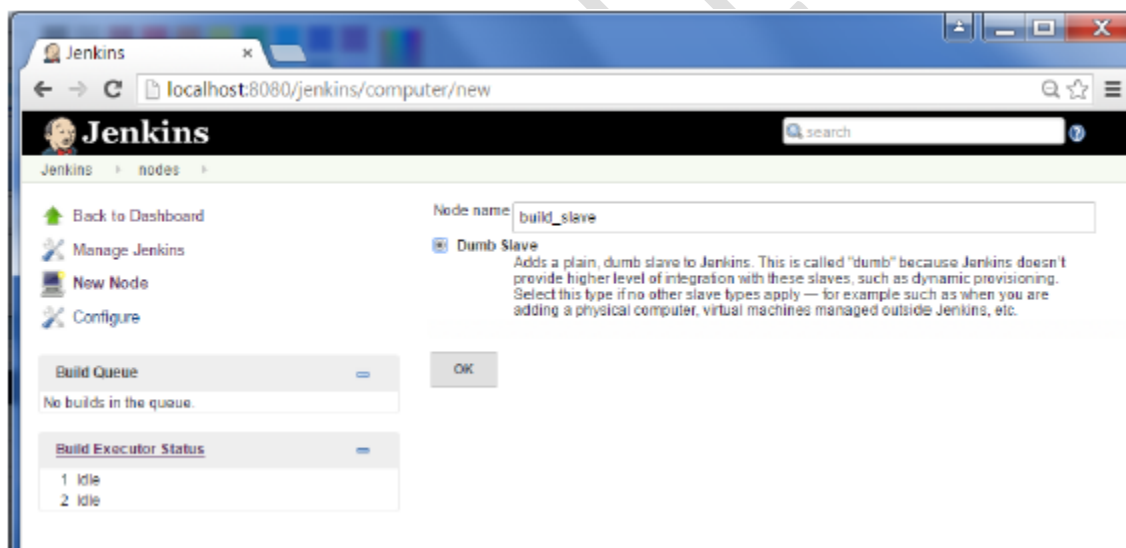 Jenkins
localhost:8080/jenkins/computer/new
Jenkins
search
Jenkins nodes
Back to Dashboard
Manage Jenkins
New Node
Configure
Build Queue
No builds in the queue.
Build Executor Status
1 Idle
2 Idle
Node name build_slave
Dumb Slave
Adds a plain, dumb slave to Jenkins. This is called "dumb" because Jenkins doesn't
provide higher level of integration with these slaves, such as dynamic provisioning.
Select this type if no other slave types apply — for example such as when you are
adding a physical computer, virtual machines managed outside Jenkins, etc.
OK